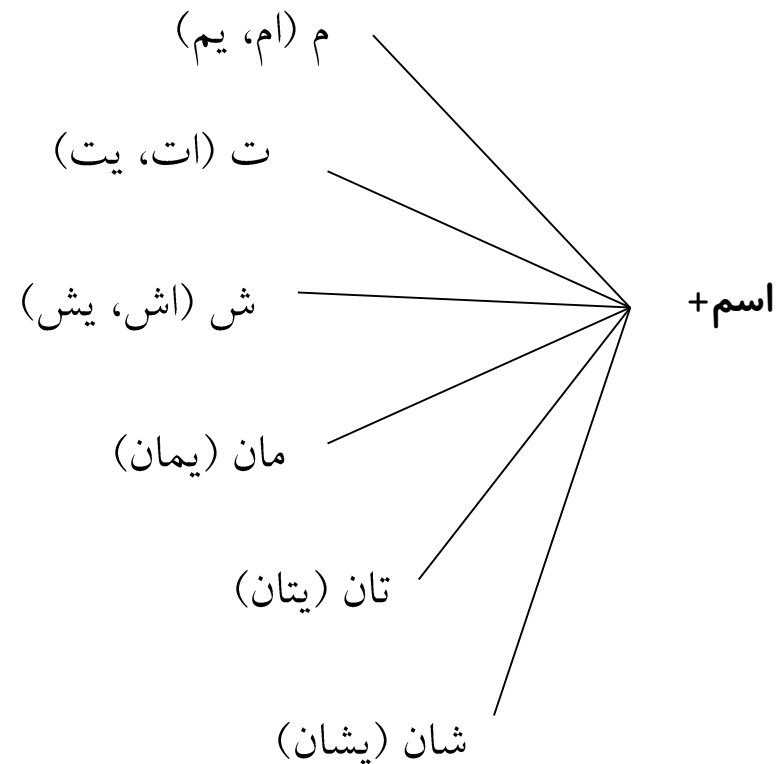 م (ام، یم)
ت (ات، یت)
اسم+
ش (اش، یش)
مان (یمان)
تان (یتان)
شان (یشان)